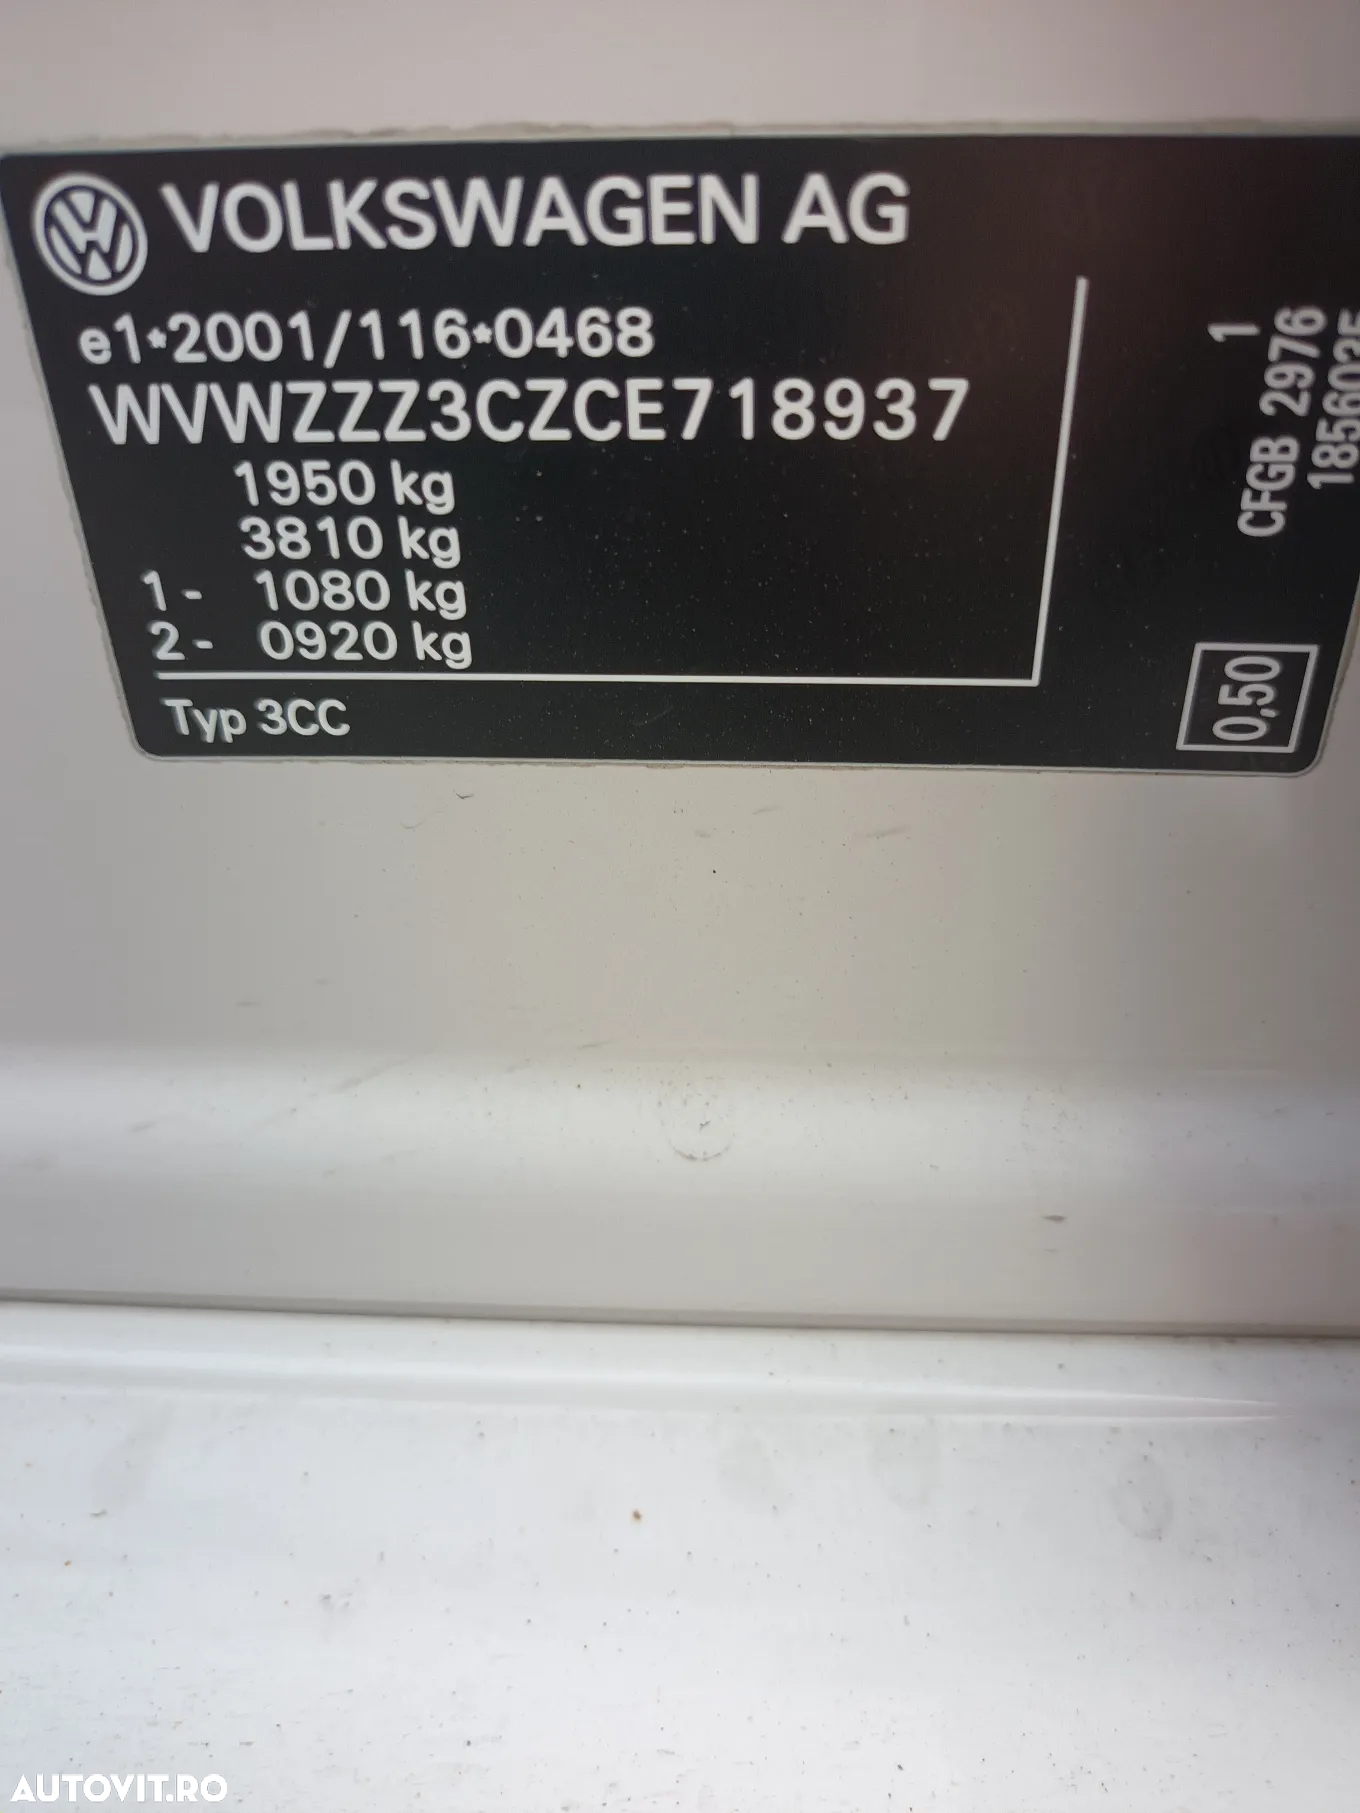 VOLKSWAGEN AG
e1*2001/116*0468
WVWZZZ3CZCE718937
1950 kg
3810 kg
1- 1080 kg
2- 0920 kg
Typ 3CC
1
CFGB 2976
1856035
0,50
AUTOVIT.RO